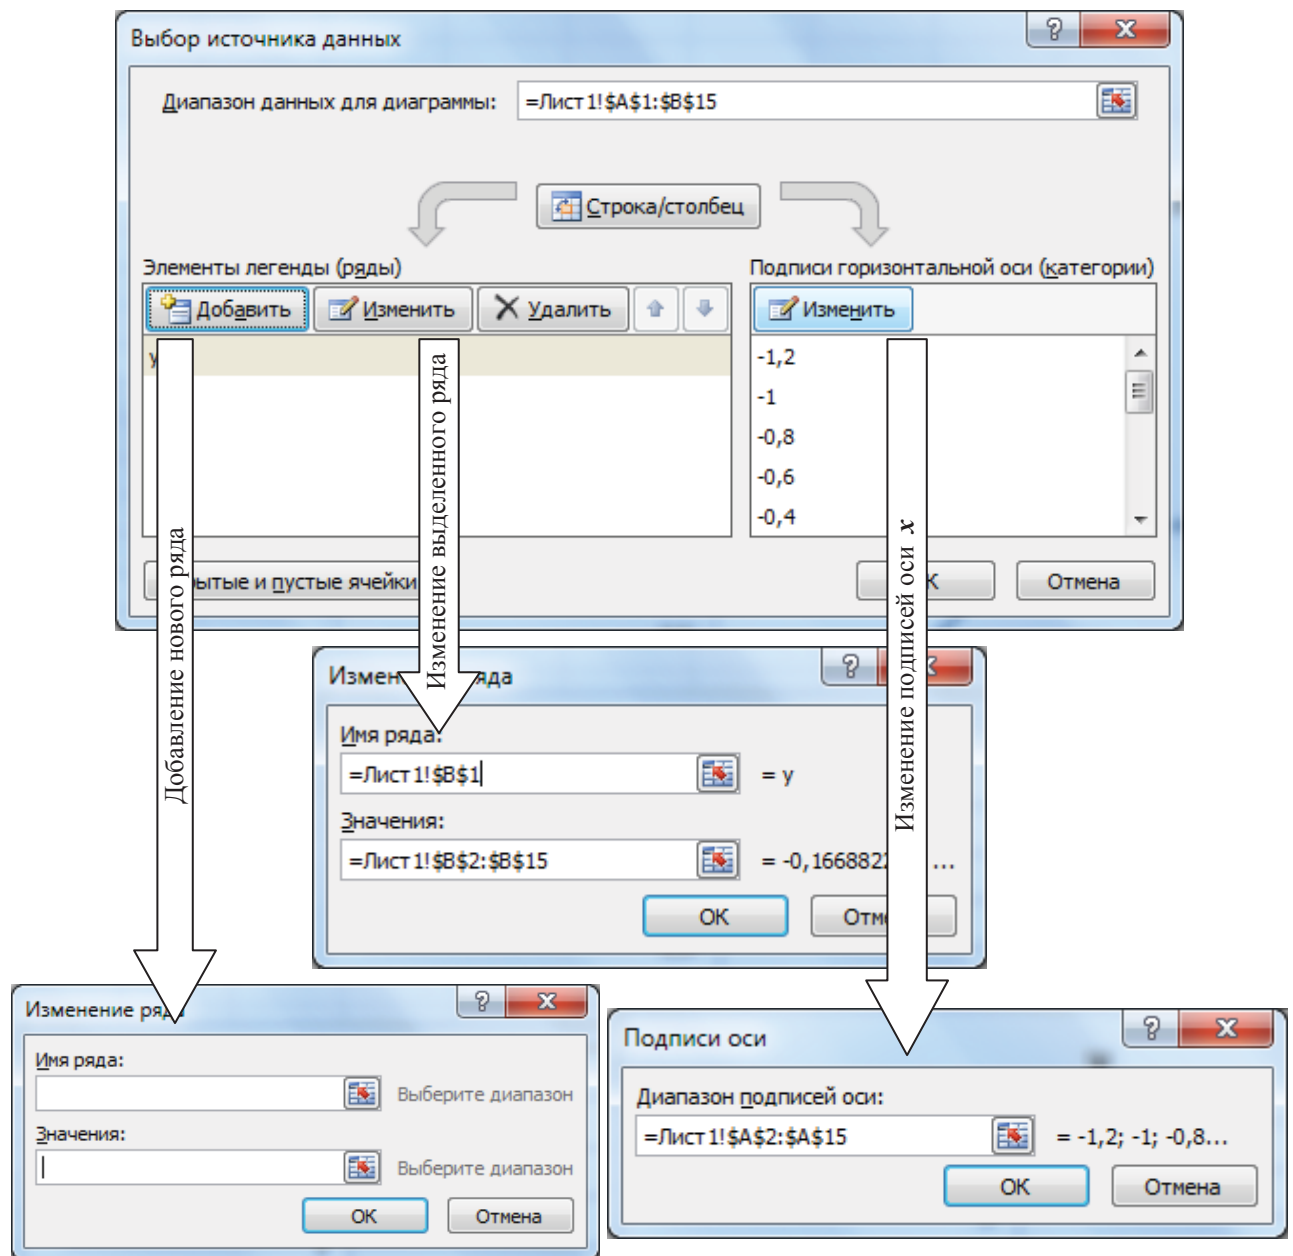 Выбор источника данных
Диапазон данных для диаграммы:
=Лист1!$A$1:$B$15
Строка/столбец
Элементы легенды (ряды)
Подписи горизонтальной оси (категории)
Добавить
Изменить
Удалить
Изменить
y
-1,2
-1
-0,8
-0,6
-0,4
пустые ячейки
Отмена
Добавление нового ряда
Изменение выделенного ряда
Изменение подписей оси x
Имя ряда:
=Лист1!$B$1
= y
Значения:
=Лист1!$B$2:$B$15
= -0,166882 ...
ОК
Изменение
Имя ряда:
Выберите диапазон
Значения:
Выберите диапазон
ОК
Отмена
Подписи оси
Диапазон подписей оси:
=Лист1!$A$2:$A$15
= -1,2; -1; -0,8...
ОК
Отмена